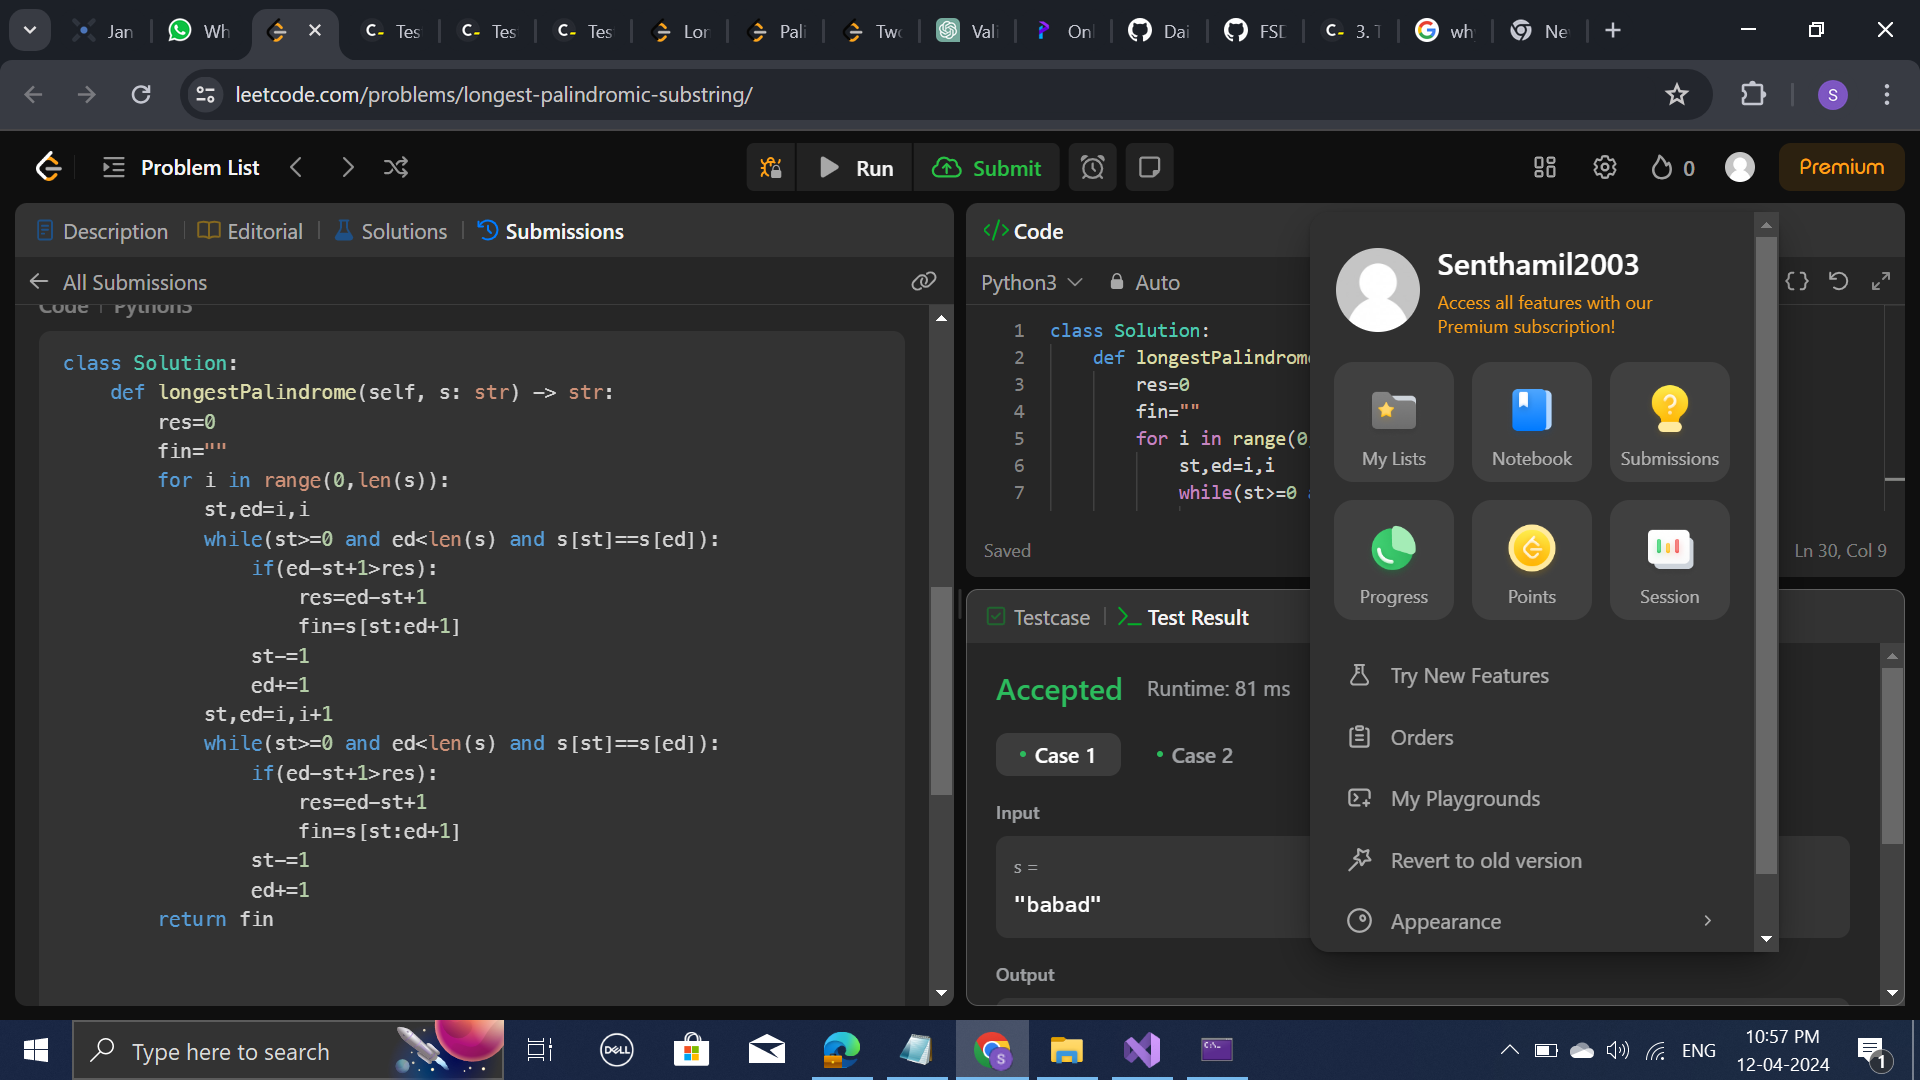 Jan
Wh
Tes
Tes
Tes
Lor
Pali
Two
Vali
Onl
Dai
FSD
3. T
wh
Ne
leetcode.com/problems/longest-palindromic-substring/
S
Problem List
Run
Submit
0
Premium
Description
Editorial
Solutions
Submissions
All Submissions
Code | Python3
class Solution:
    def longestPalindrome(self, s: str) -> str:
        res=0
        fin=""
        for i in range(0,len(s)):
            st,ed=i,i
            while(st>=0 and ed<len(s) and s[st]==s[ed]):
                if(ed-st+1>res):
                    res=ed-st+1
                    fin=s[st:ed+1]
                st-=1
                ed+=1
            st,ed=i,i+1
            while(st>=0 and ed<len(s) and s[st]==s[ed]):
                if(ed-st+1>res):
                    res=ed-st+1
                    fin=s[st:ed+1]
                st-=1
                ed+=1
        return fin
Code
Python3
Auto
1 class Solution:
2     def longestPalindrome
3         res=0
4         fin=""
5         for i in range(0
6             st,ed=i,i
7             while(st>=0
Saved
Ln 30, Col 9
Testcase
Test Result
Accepted
Runtime: 81 ms
Case 1
Case 2
Input
s =
"babad"
Output
Senthamil2003
Access all features with our
Premium subscription!
My Lists
Notebook
Submissions
Progress
Points
Session
Try New Features
Orders
My Playgrounds
Revert to old version
Appearance
Type here to search
DELL
S
ENG
10:57 PM
12-04-2024
1